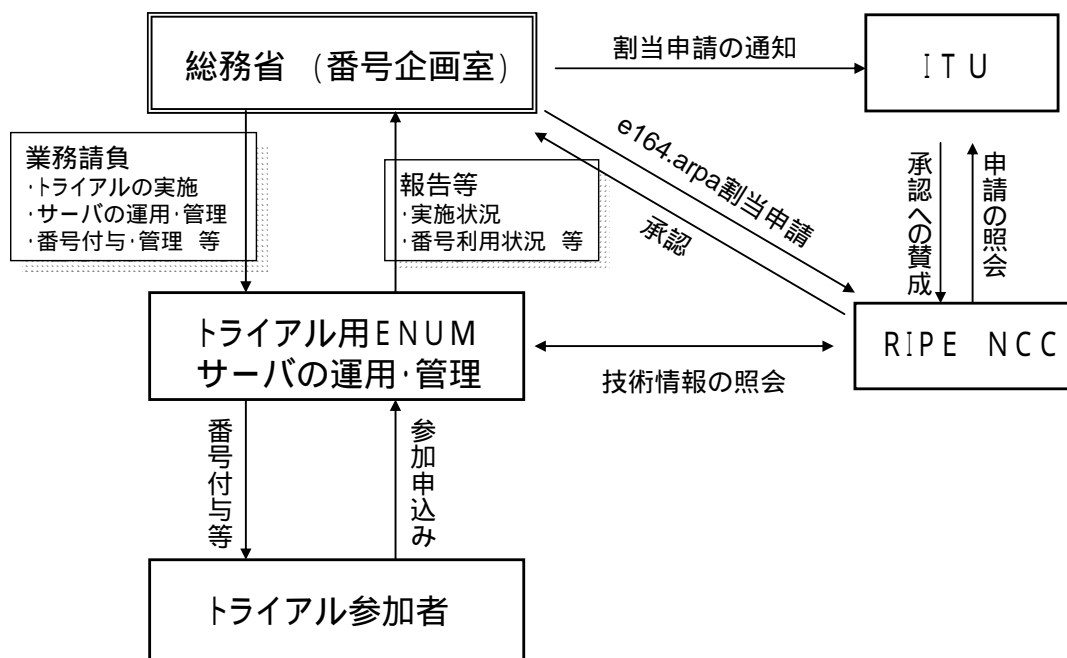 総務省 (番号企画室)
割当申請の通知
ITU
業務請負
・トライアルの実施
・サーバの運用・管理
・番号付与・管理 等
報告等
・実施状況
・番号利用状況 等
e164.arpa割当申請
承認
承認への賛成
申請の照会
トライアル用ENUM
サーバの運用・管理
技術情報の照会
RIPE NCC
番号付与等
参加申込み
トライアル参加者